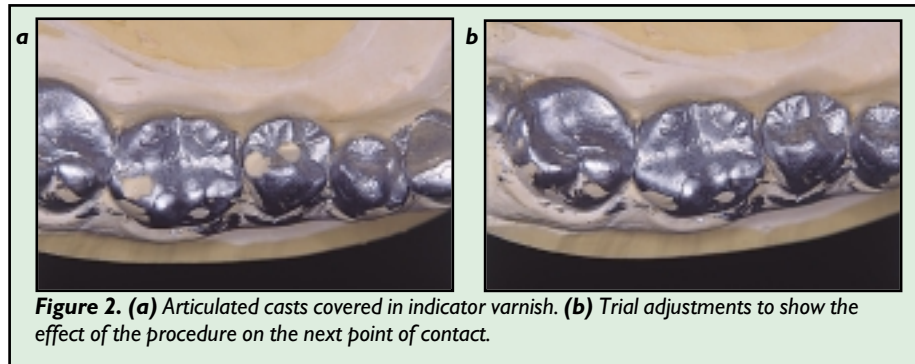 a
b
Figure 2. (a) Articulated casts covered in indicator varnish. (b) Trial adjustments to show the
effect of the procedure on the next point of contact.